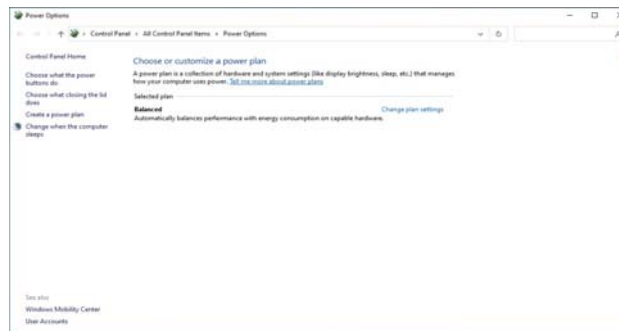 Power Options
Control Panel › All Control Panel Items › Power Options
Control Panel Home
Choose what the power
buttons do
Choose what closing the lid
does
Create a power plan
Change when the computer
sleeps
Choose or customize a power plan
A power plan is a collection of hardware and system settings (like display brightness, sleep, etc.) that manages
how your computer uses power. Tell me more about power plans
Selected plan
Balanced
Change plan settings
Automatically balances performance with energy consumption on capable hardware.
See also
Windows Mobility Center
User Accounts